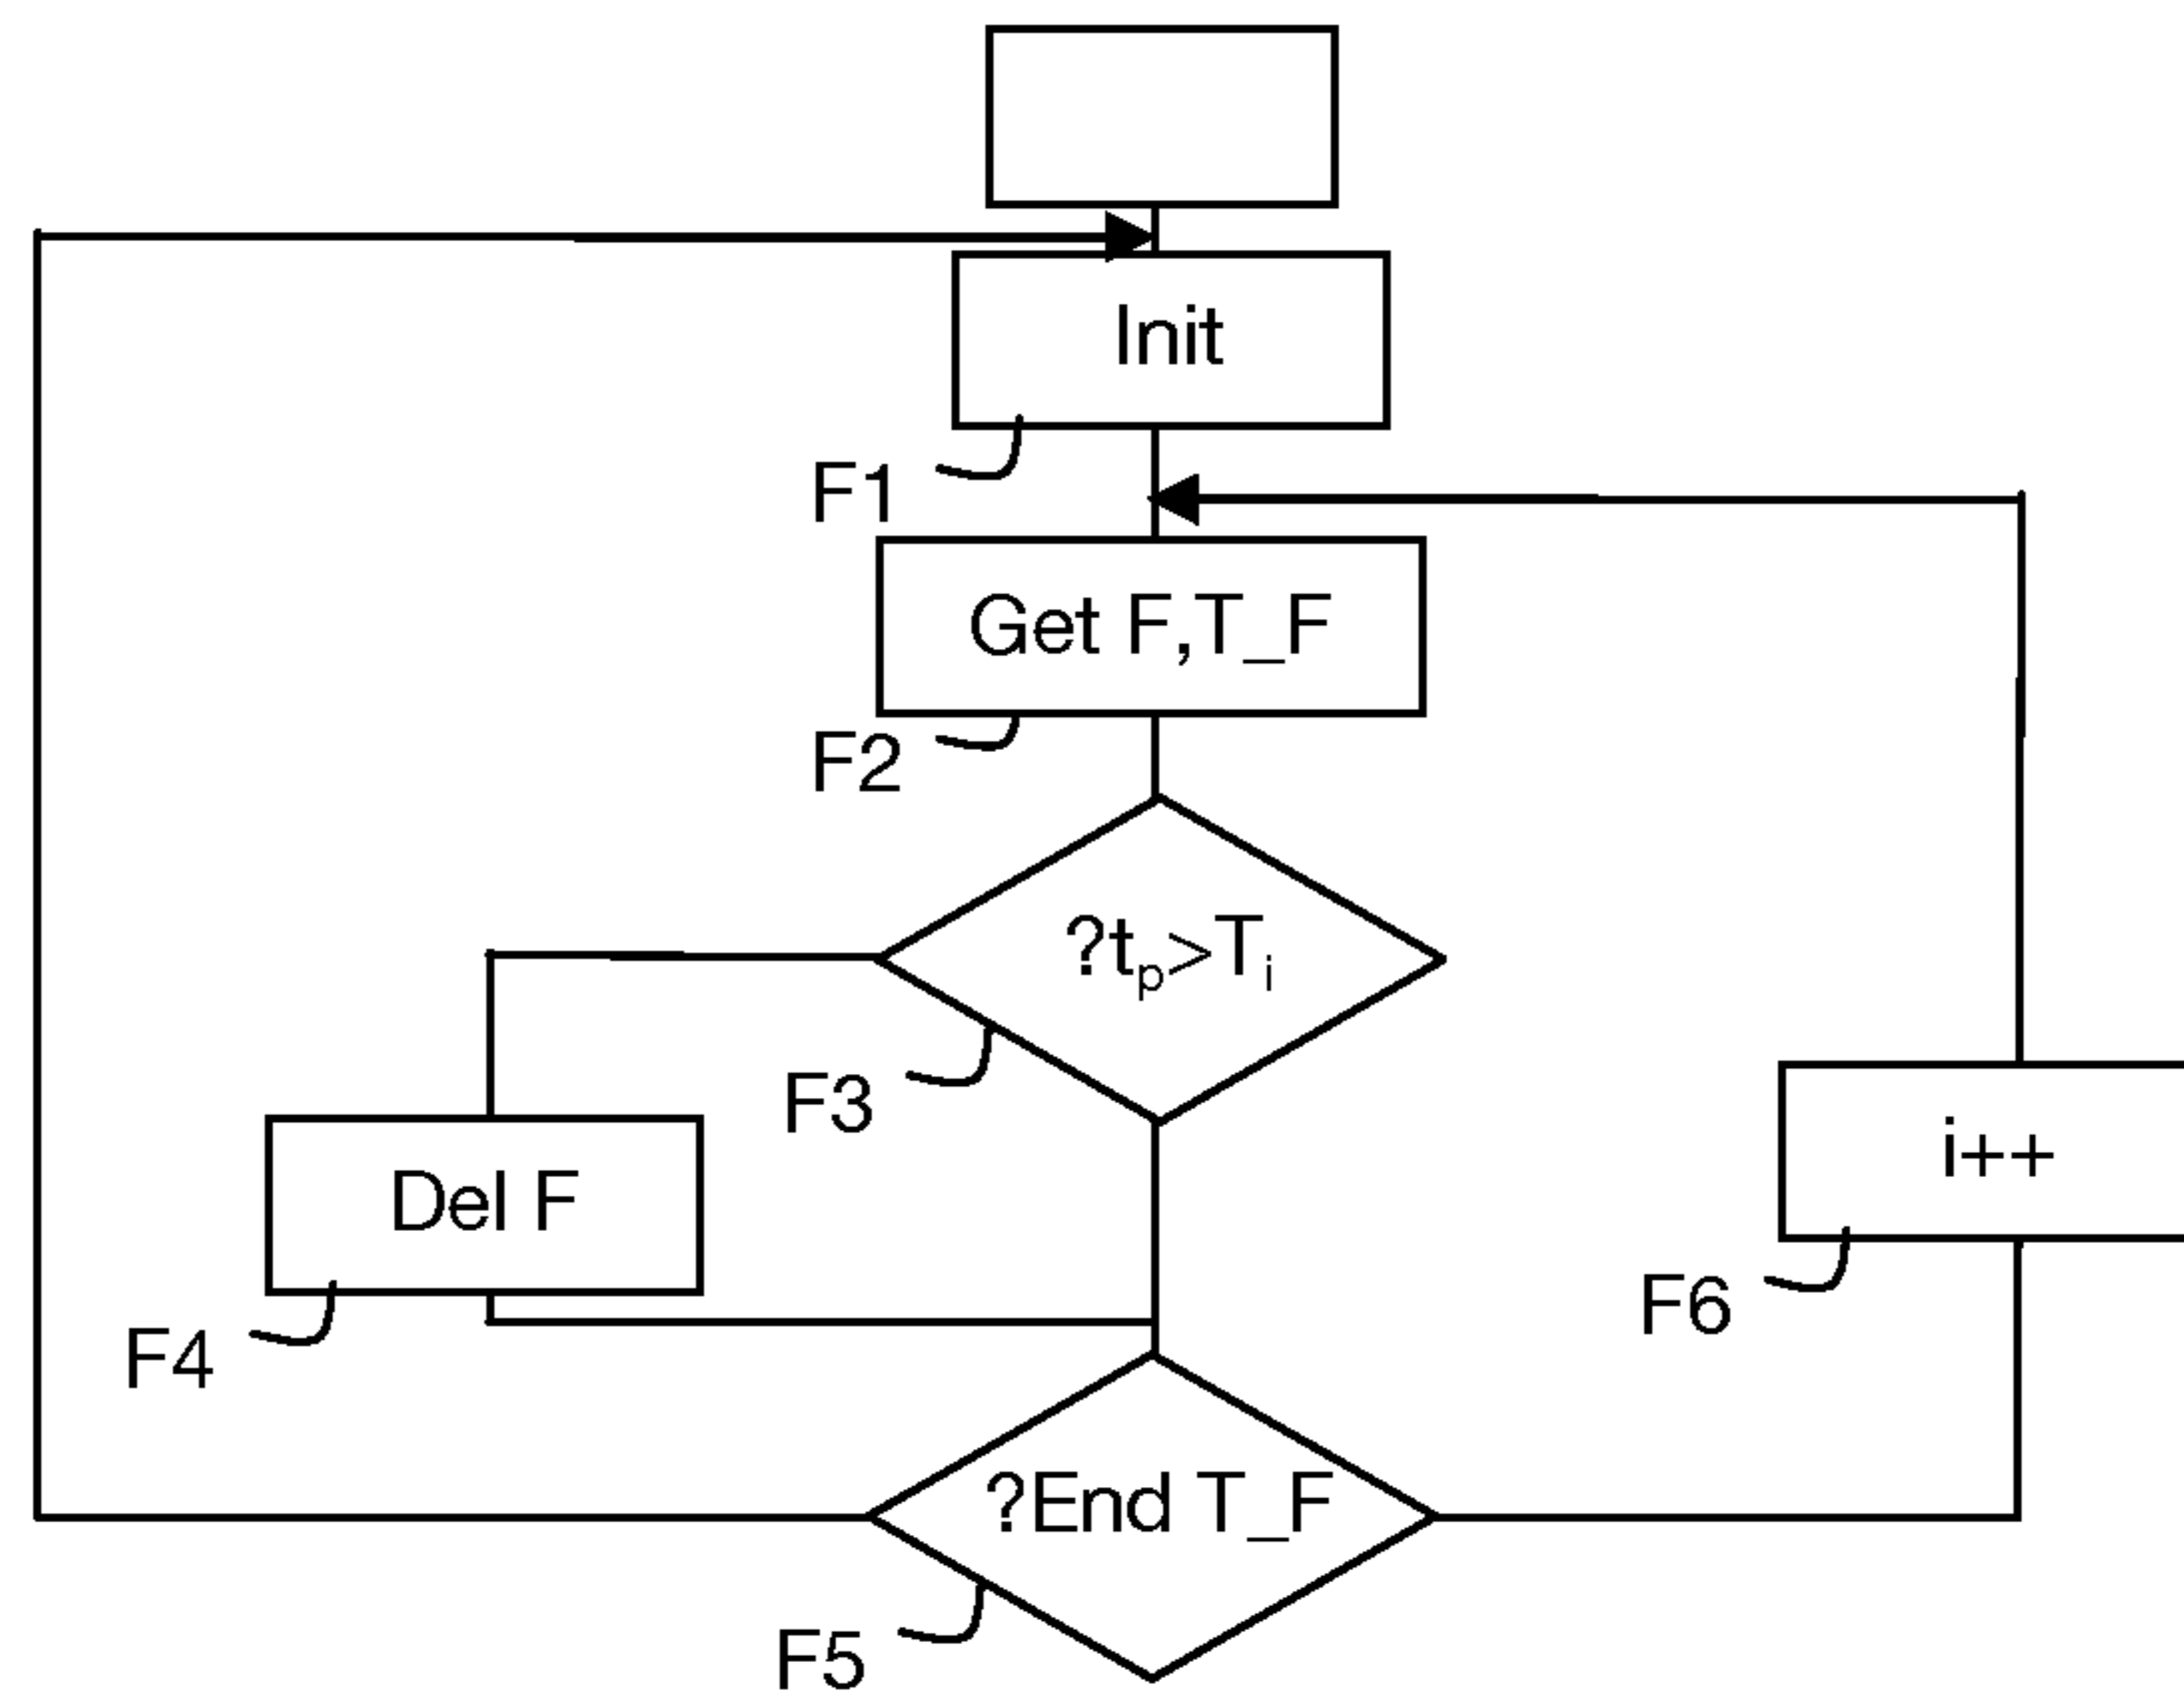 Init
F1
Get F,T_F
F2
?tp>Ti
F3
i++
Del F
F6
F4
?End T_F
F5